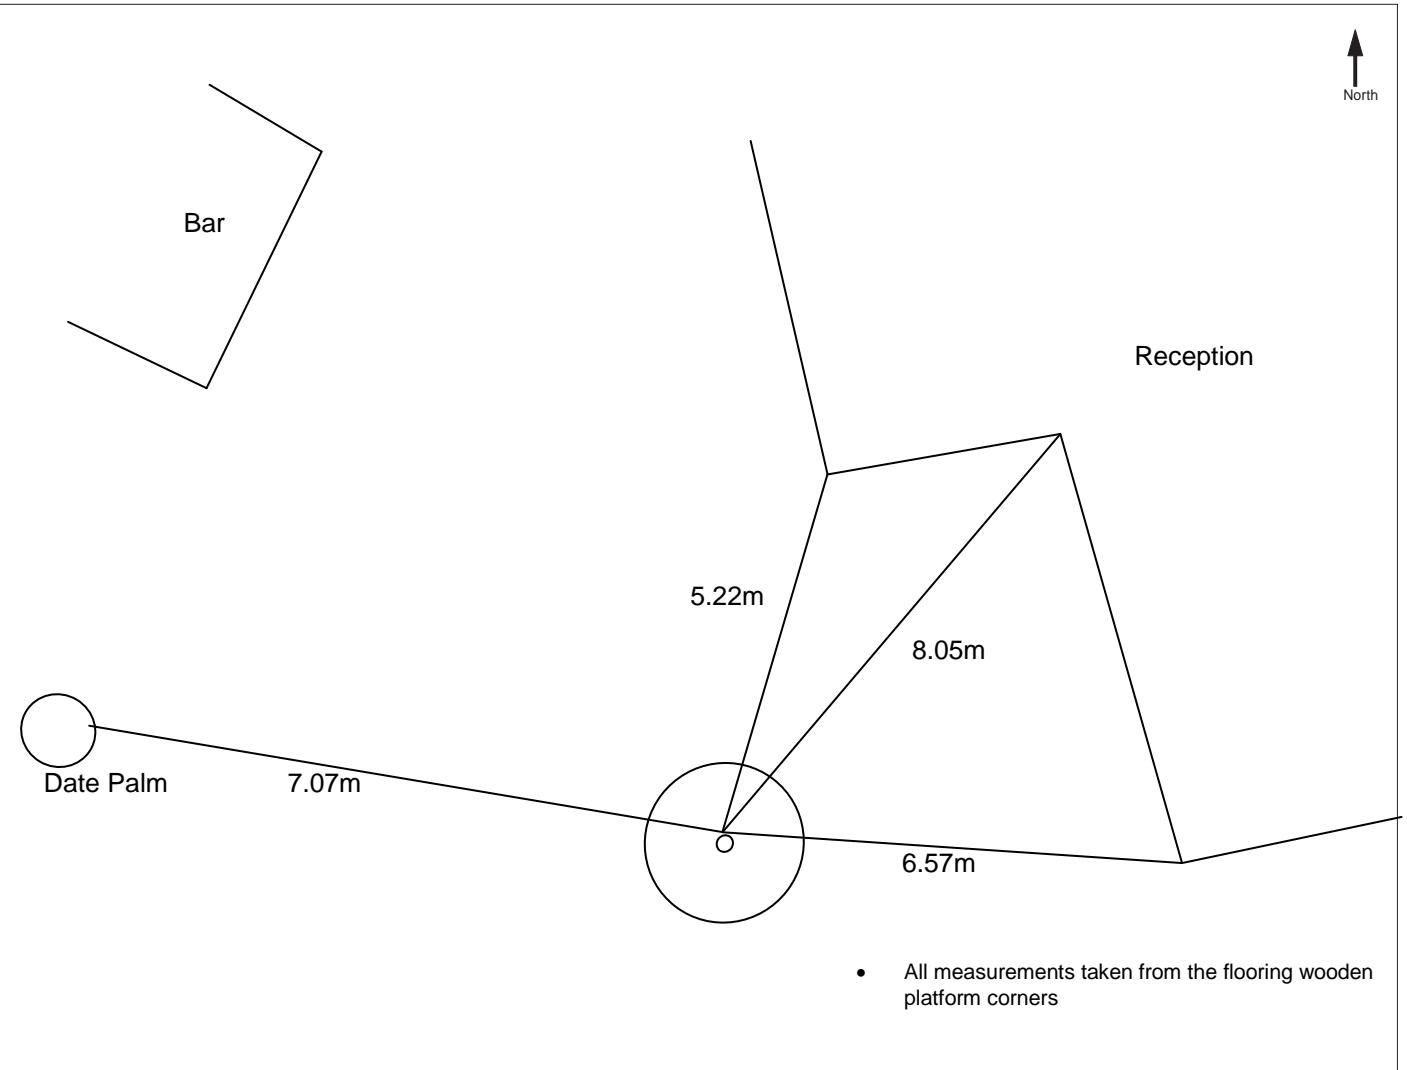 North
Bar
Reception
5.22m
8.05m
Date Palm
7.07m
6.57m
• All measurements taken from the flooring wooden
platform corners